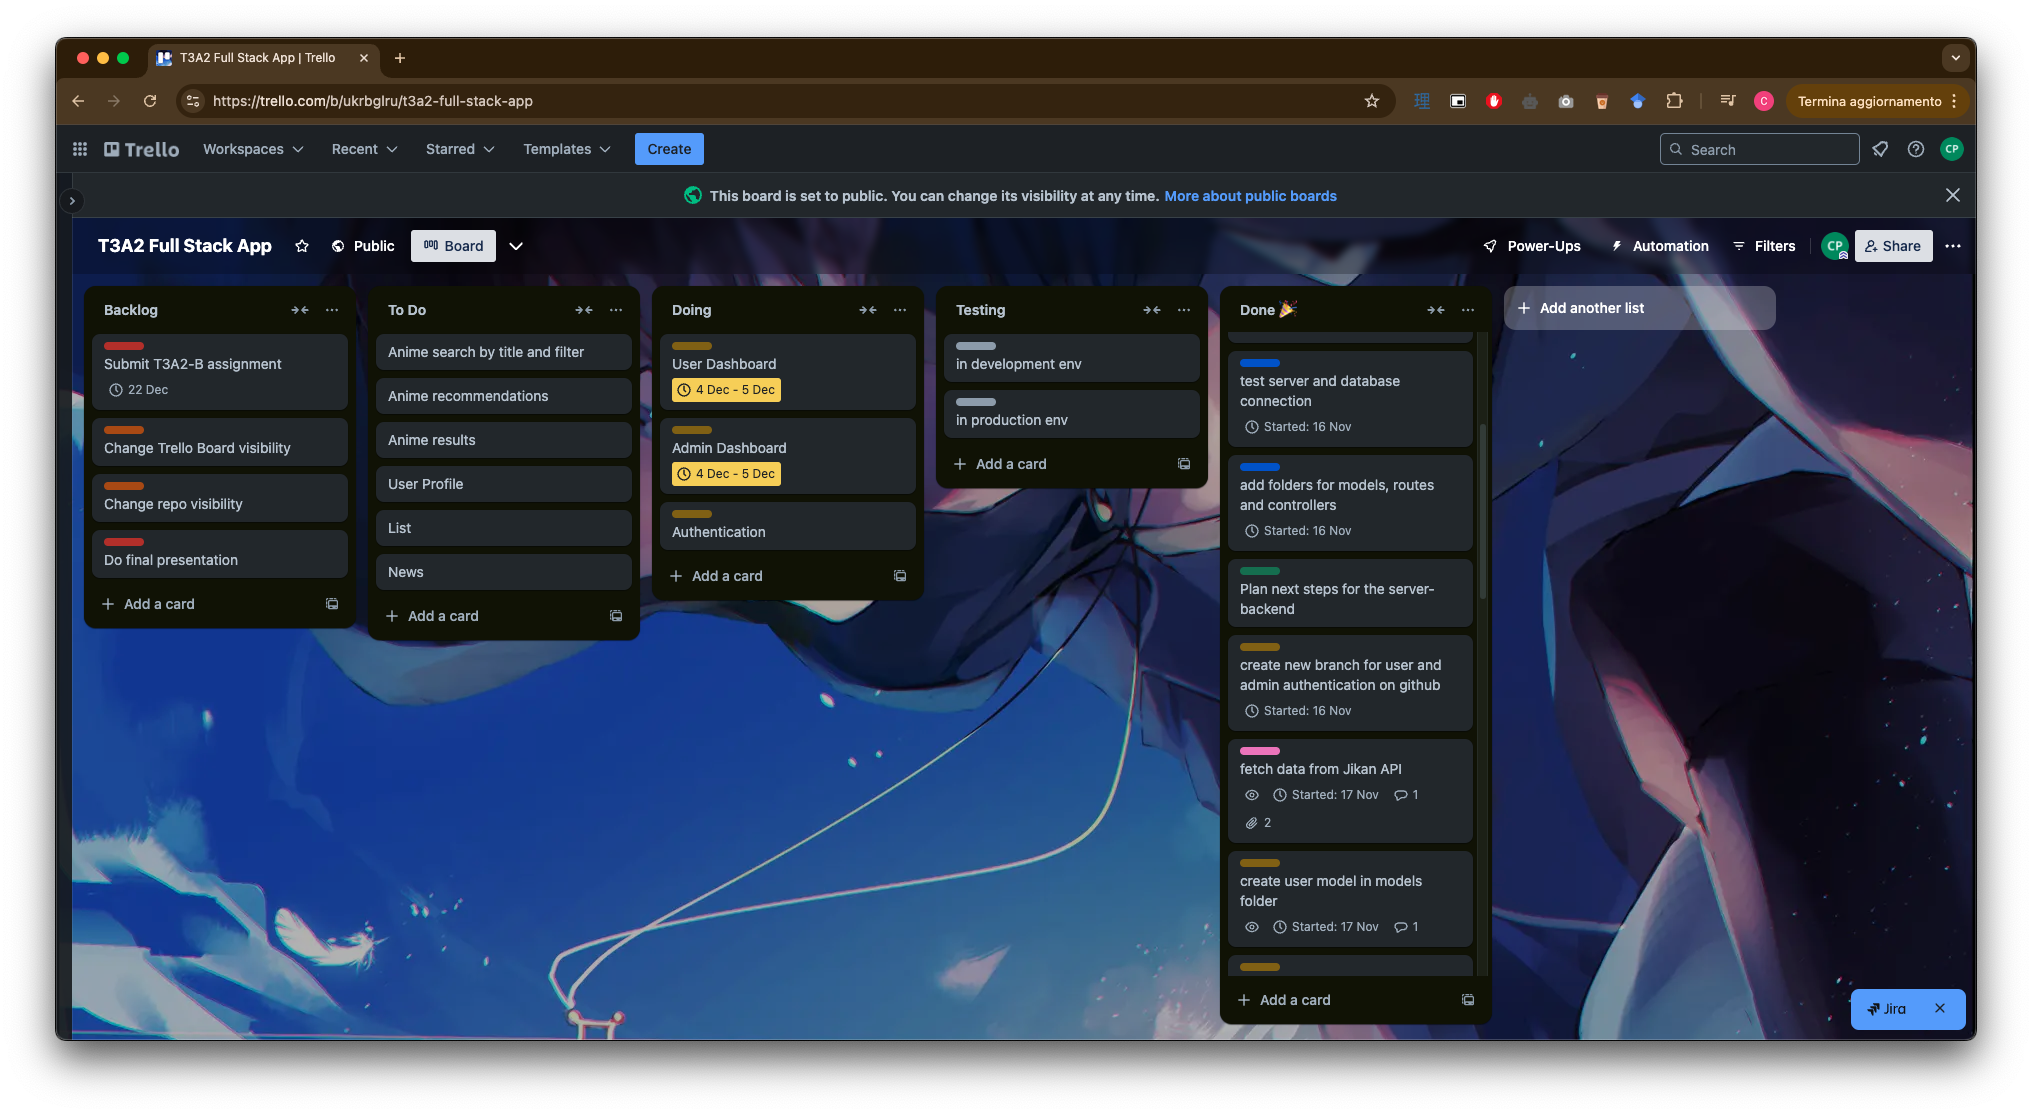 T3A2 Full Stack App | Trello
https://trello.com/b/ukrbglru/t3a2-full-stack-app
C
Termina aggiornamento
Trello
Workspaces
Recent
Starred
Templates
Create
Search
CP
This board is set to public. You can change its visibility at any time. More about public boards
T3A2 Full Stack App
Public
Board
Power-Ups
Automation
Filters
CP
Share
Backlog
Submit T3A2-B assignment
22 Dec
Change Trello Board visibility
Change repo visibility
Do final presentation
Add a card
To Do
Anime search by title and filter
Anime recommendations
Anime results
User Profile
List
News
Add a card
Doing
User Dashboard
4 Dec - 5 Dec
Admin Dashboard
4 Dec - 5 Dec
Authentication
Add a card
Testing
in development env
in production env
Add a card
Done 🎉
test server and database
connection
Started: 16 Nov
add folders for models, routes
and controllers
Started: 16 Nov
Plan next steps for the server-
backend
create new branch for user and
admin authentication on github
Started: 16 Nov
fetch data from Jikan API
Started: 17 Nov
1
2
create user model in models
folder
Started: 17 Nov
1
Add a card
Add another list
Jira